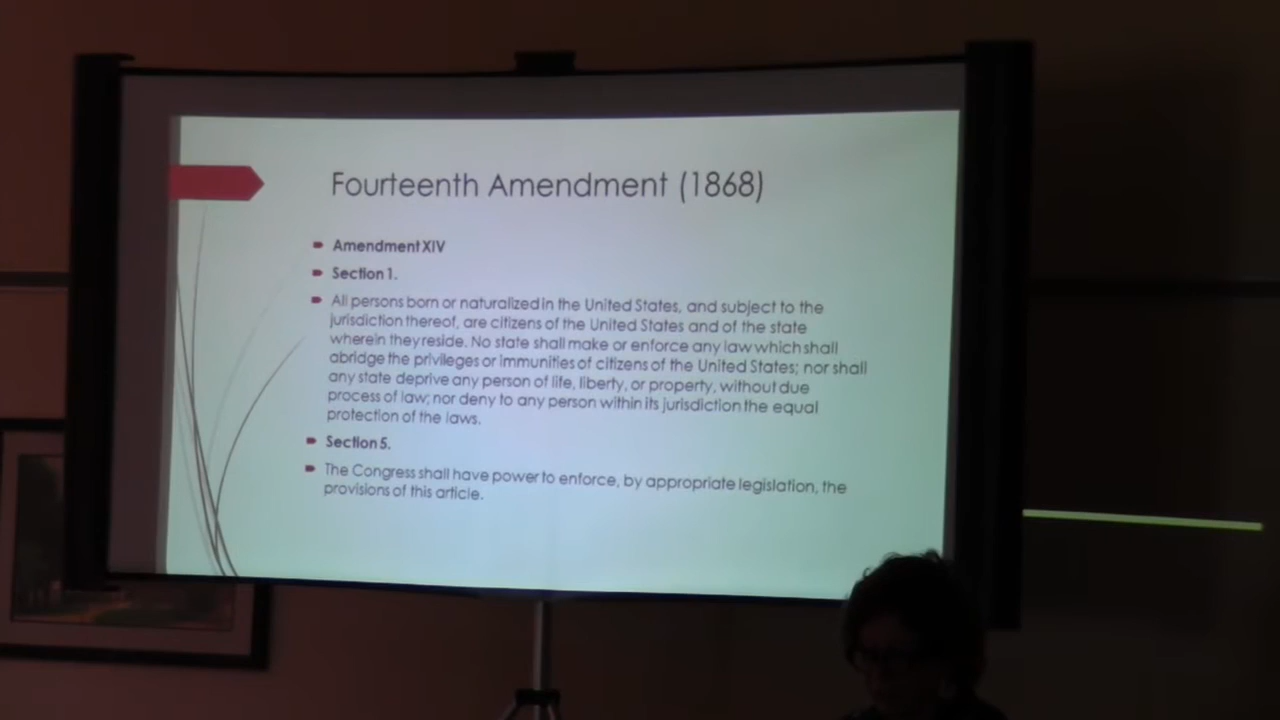 Fourteenth Amendment (1868)
Amendment XIV
Section 1.
All persons born or naturalized in the United States, and subject to the
jurisdiction thereof, are citizens of the United States and of the state
wherein they reside. No state shall make or enforce any law which shall
abridge the privileges or immunities of citizens of the United States; nor shall
any state deprive any person of life, liberty, or property, without due
process of law; nor deny to any person within its jurisdiction the equal
protection of the laws.
Section 5.
The Congress shall have power to enforce, by appropriate legislation, the
provisions of this article.